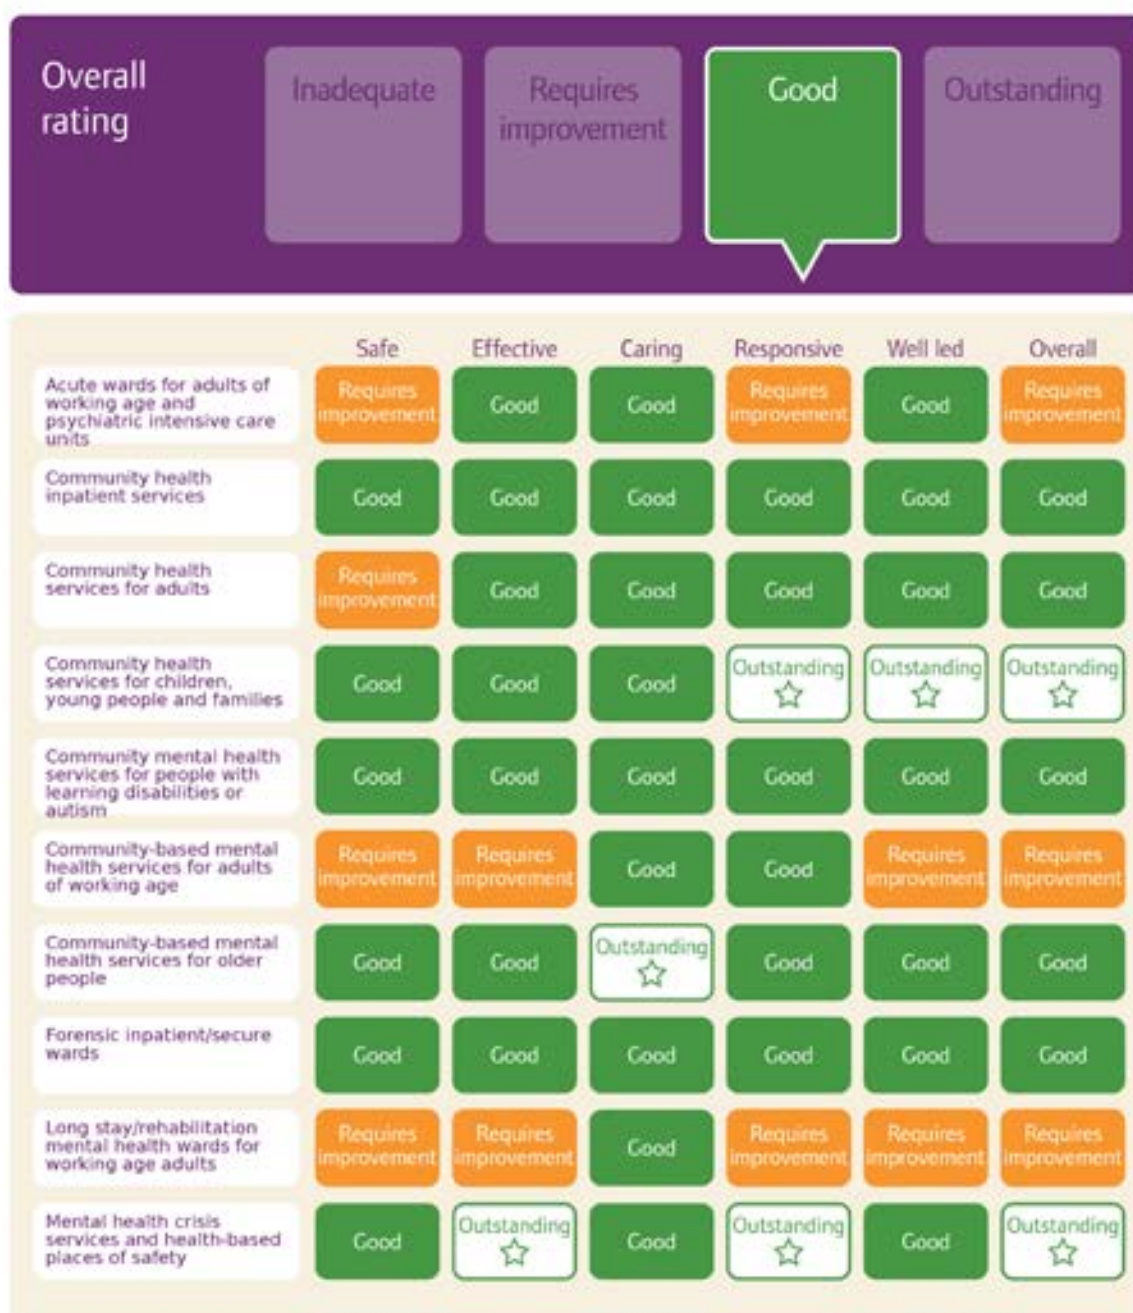 Overall
rating
Inadequate
Requires
improvement
Good
Outstanding
Safe Effective Caring Responsive Well led Overall
Acute wards for adults of
working age and
psychiatric intensive care
units
Requires
improvement
Good
Good
Requires
improvement
Good
Requires
improvement
Community health
inpatient services
Good Good Good Good Good Good
Community health
services for adults
Requires
improvement
Good Good Good Good Good
Community health
services for children,
young people and families
Good Good Good Outstanding Outstanding Outstanding
Community mental health
services for people with
learning disabilities or
autism
Good Good Good Good Good Good
Community-based mental
health services for adults
of working age
Requires
improvement
Requires
improvement
Good
Good
Requires
improvement
Requires
improvement
Community-based mental
health services for older
people
Good Good Outstanding Good Good Good
Forensic inpatient/secure
wards
Good Good Good Good Good Good
Long stay/rehabilitation
mental health wards for
working age adults
Requires
improvement
Requires
improvement
Good
Requires
improvement
Requires
improvement
Requires
improvement
Mental health crisis
services and health-based
places of safety
Good Outstanding Good Outstanding Good Outstanding